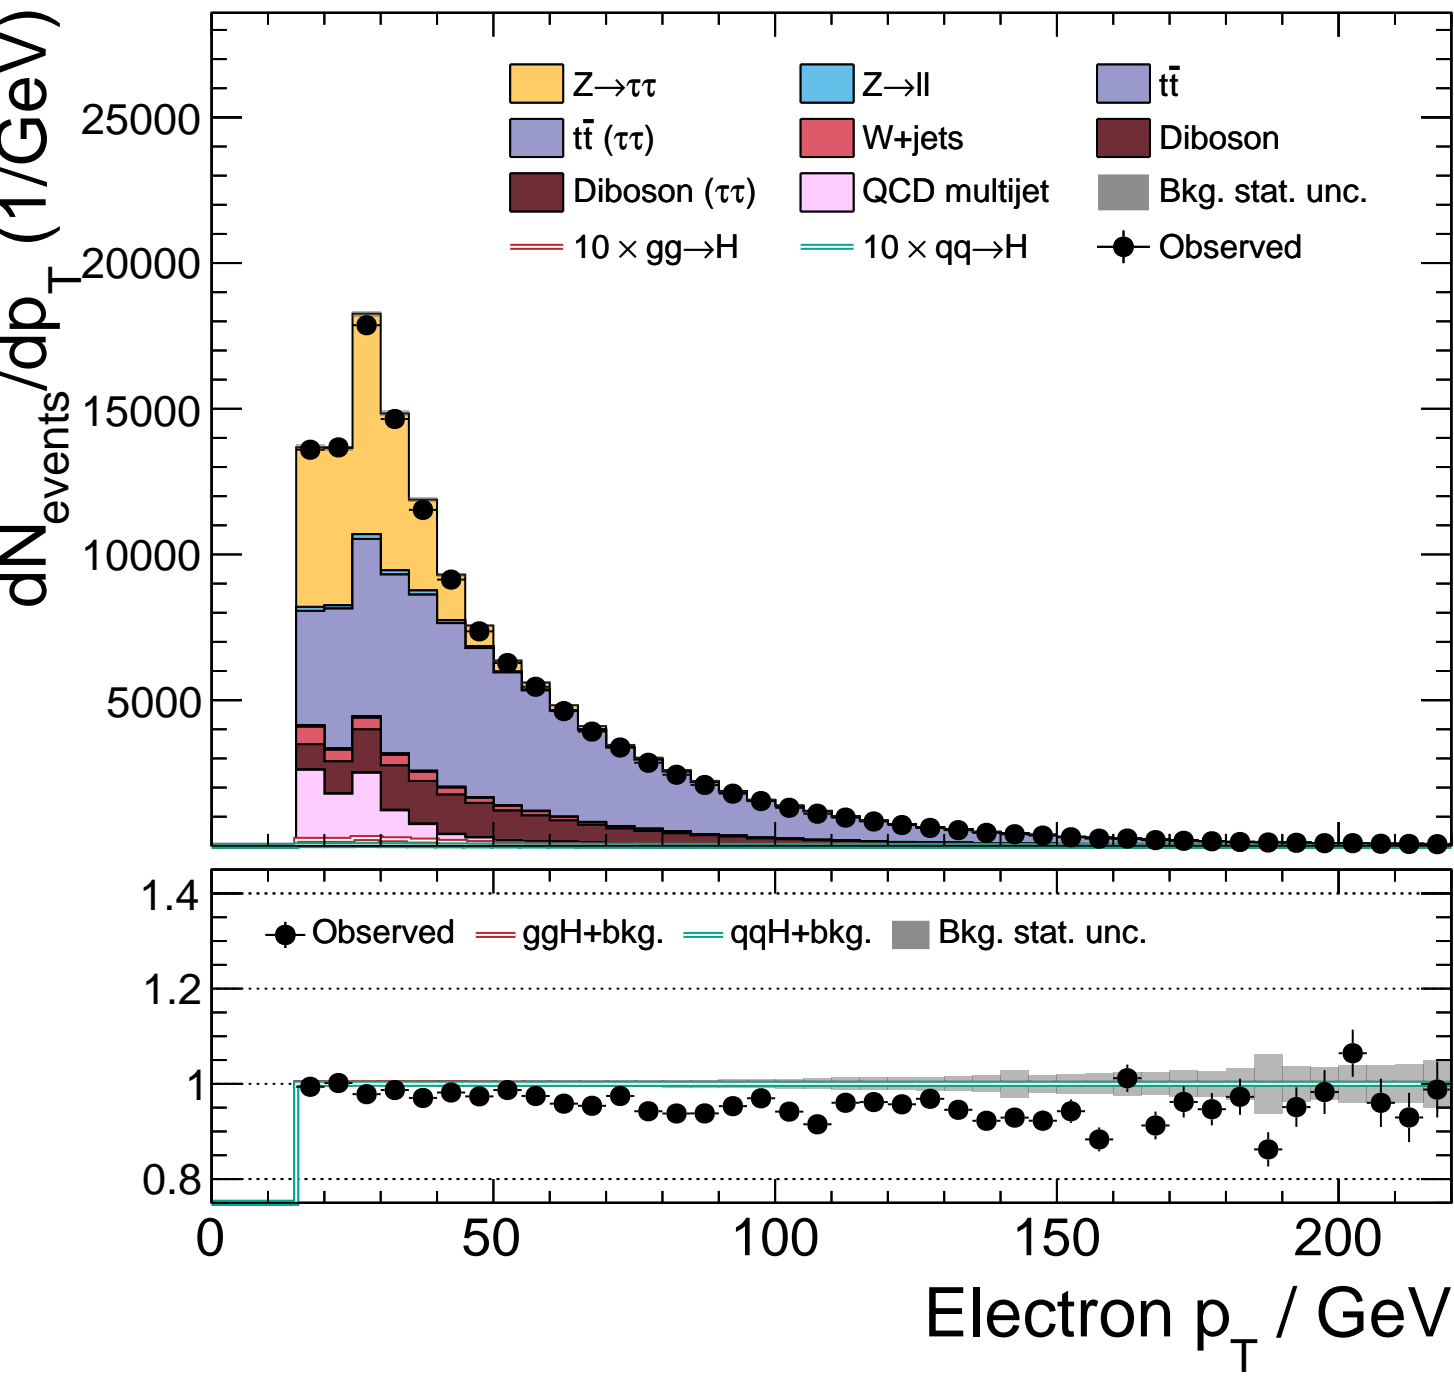 dN_events/dp_T (1/GeV)
Z→ττ Z→ll tt̄
tt̄ (ττ) W+jets Diboson
Diboson (ττ) QCD multijet Bkg. stat. unc.
10 × gg→H 10 × qq→H Observed
25000
20000
15000
10000
5000
1.4
Observed ggH+bkg. qqH+bkg. Bkg. stat. unc.
1.2
1
0.8
0 50 100 150 200
Electron p_T / GeV